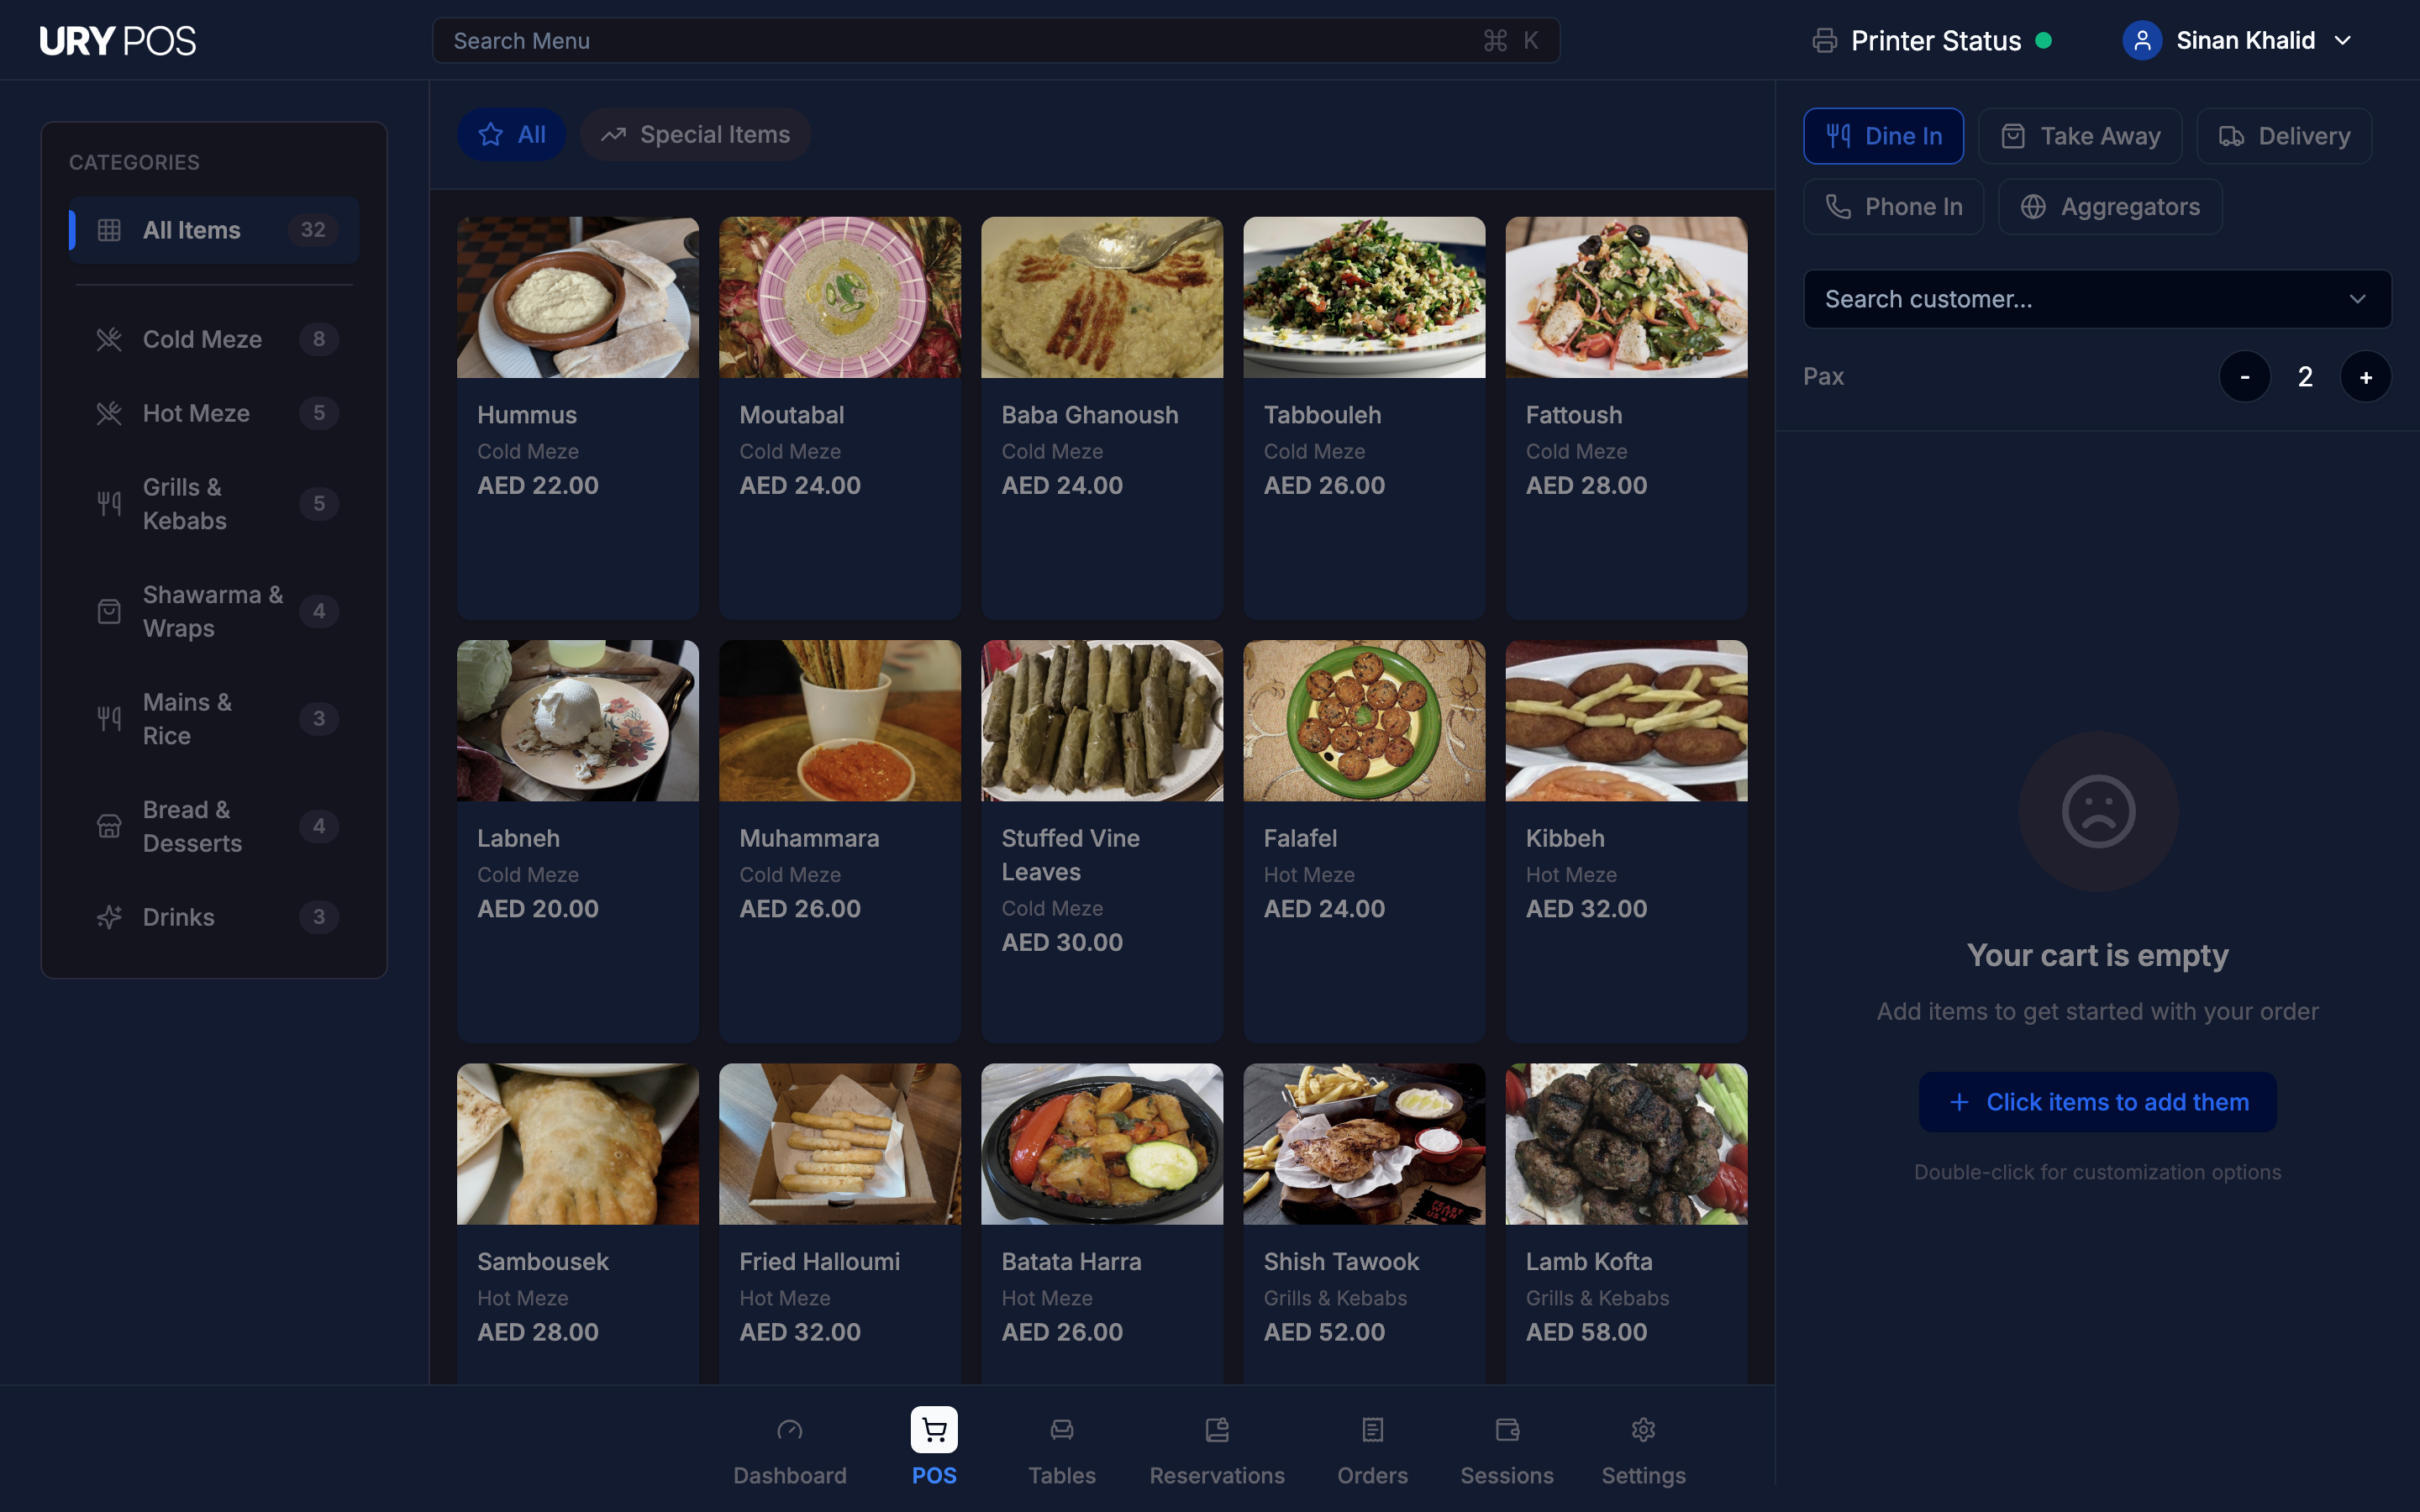 URY POS
Search Menu
⌘ K
Printer Status
Sinan Khalid
CATEGORIES
All Items 32
Cold Meze 8
Hot Meze 5
Grills &
Kebabs 5
Shawarma &
Wraps 4
Mains &
Rice 3
Bread &
Desserts 4
Drinks 3
All
Special Items
Hummus
Cold Meze
AED 22.00
Moutabal
Cold Meze
AED 24.00
Baba Ghanoush
Cold Meze
AED 24.00
Tabbouleh
Cold Meze
AED 26.00
Fattoush
Cold Meze
AED 28.00
Labneh
Cold Meze
AED 20.00
Muhammara
Cold Meze
AED 26.00
Stuffed Vine
Leaves
Cold Meze
AED 30.00
Falafel
Hot Meze
AED 24.00
Kibbeh
Hot Meze
AED 32.00
Sambousek
Hot Meze
AED 28.00
Fried Halloumi
Hot Meze
AED 32.00
Batata Harra
Hot Meze
AED 26.00
Shish Tawook
Grills & Kebabs
AED 52.00
Lamb Kofta
Grills & Kebabs
AED 58.00
Dine In
Take Away
Delivery
Phone In
Aggregators
Search customer...
Pax - 2 +
Your cart is empty
Add items to get started with your order
+ Click items to add them
Double-click for customization options
Dashboard
POS
Tables
Reservations
Orders
Sessions
Settings